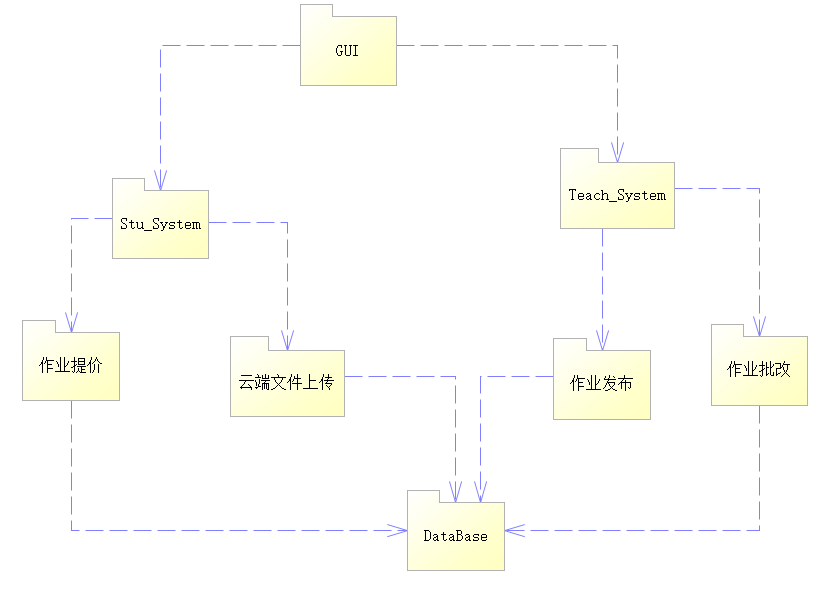 GUI
Teach_System
Stu_System
作业提价
云端文件上传
作业发布
作业批改
DataBase